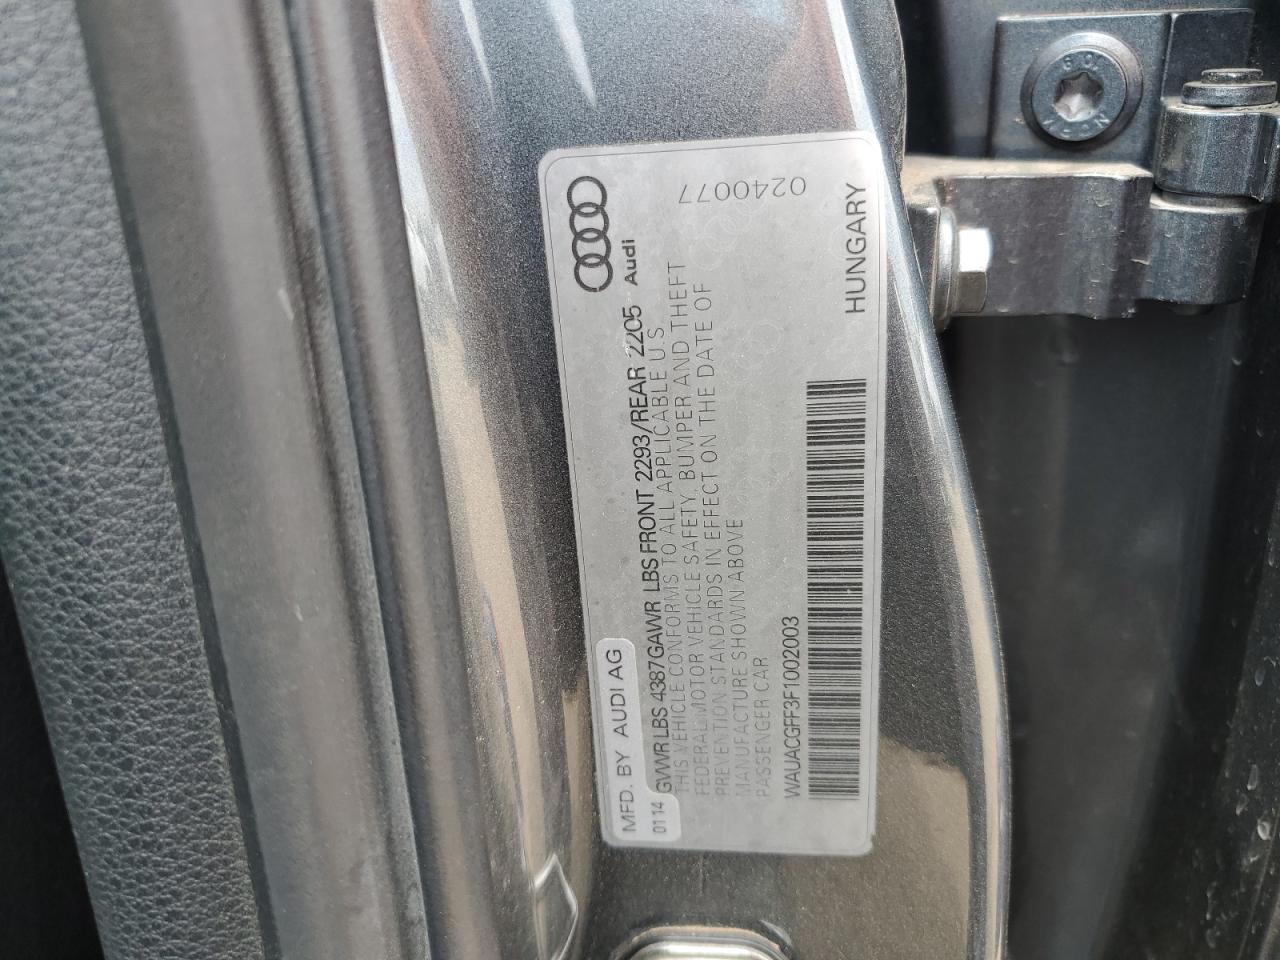 MFD. BY AUDI AG
Audi
01 14
GVWR LBS 4387 GAWR LBS FRONT 2293/REAR 2205
THIS VEHICLE CONFORMS TO ALL APPLICABLE U.S.
FEDERAL MOTOR VEHICLE SAFETY, BUMPER AND THEFT
PREVENTION STANDARDS IN EFFECT ON THE DATE OF
MANUFACTURE SHOWN ABOVE
PASSENGER CAR
0240077
WAUACGFF3F1002003
HUNGARY